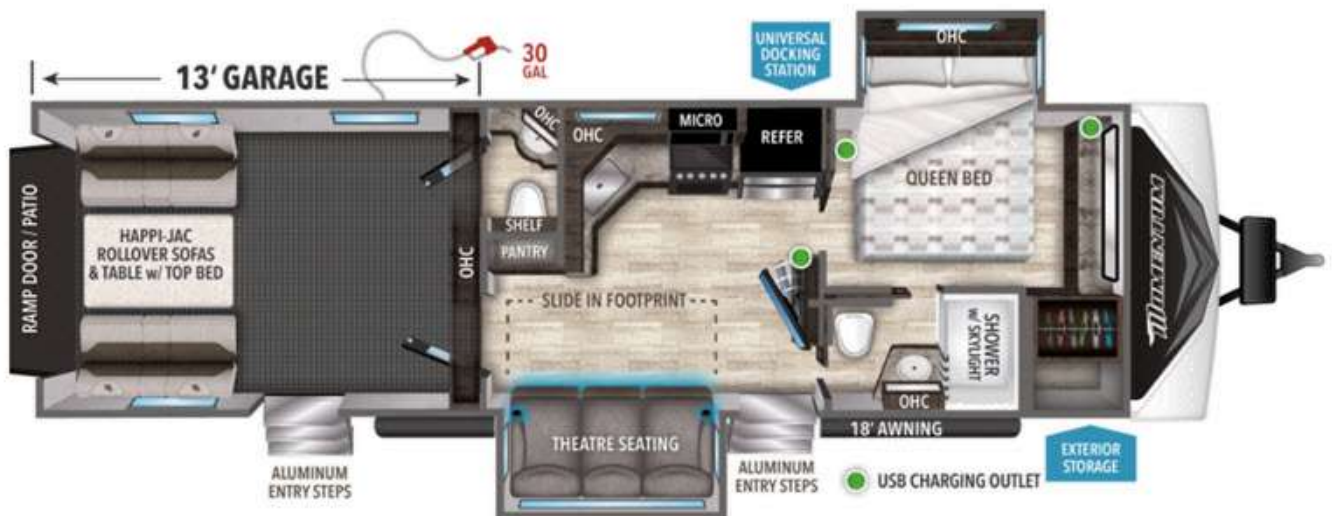 13' GARAGE
30
GAL
UNIVERSAL
DOCKING
STATION
OHC
OHC
OHC
MICRO
REFER
QUEEN BED
SHELF
PANTRY
OHC
RAMP DOOR / PATIO
HAPPI-JAC
ROLLOVER SOFAS
& TABLE w/ TOP BED
SLIDE IN FOOTPRINT
SHOWER
w/ SKYLIGHT
MOMENTUM
OHC
THEATRE SEATING
18' AWNING
ALUMINUM
ENTRY STEPS
ALUMINUM
ENTRY STEPS
USB CHARGING OUTLET
EXTERIOR
STORAGE